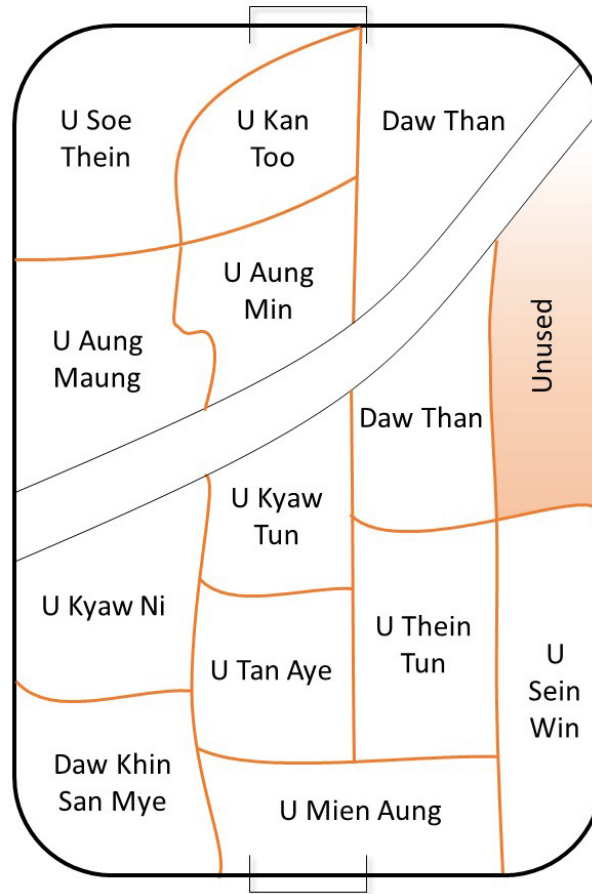 U Soe
Thein
U Kan
Too
Daw Than
U Aung
Min
U Aung
Maung
Unused
Daw Than
U Kyaw
Tun
U Kyaw Ni
U Thein
Tun
U Tan Aye
U
Sein
Win
Daw Khin
San Mye
U Mien Aung